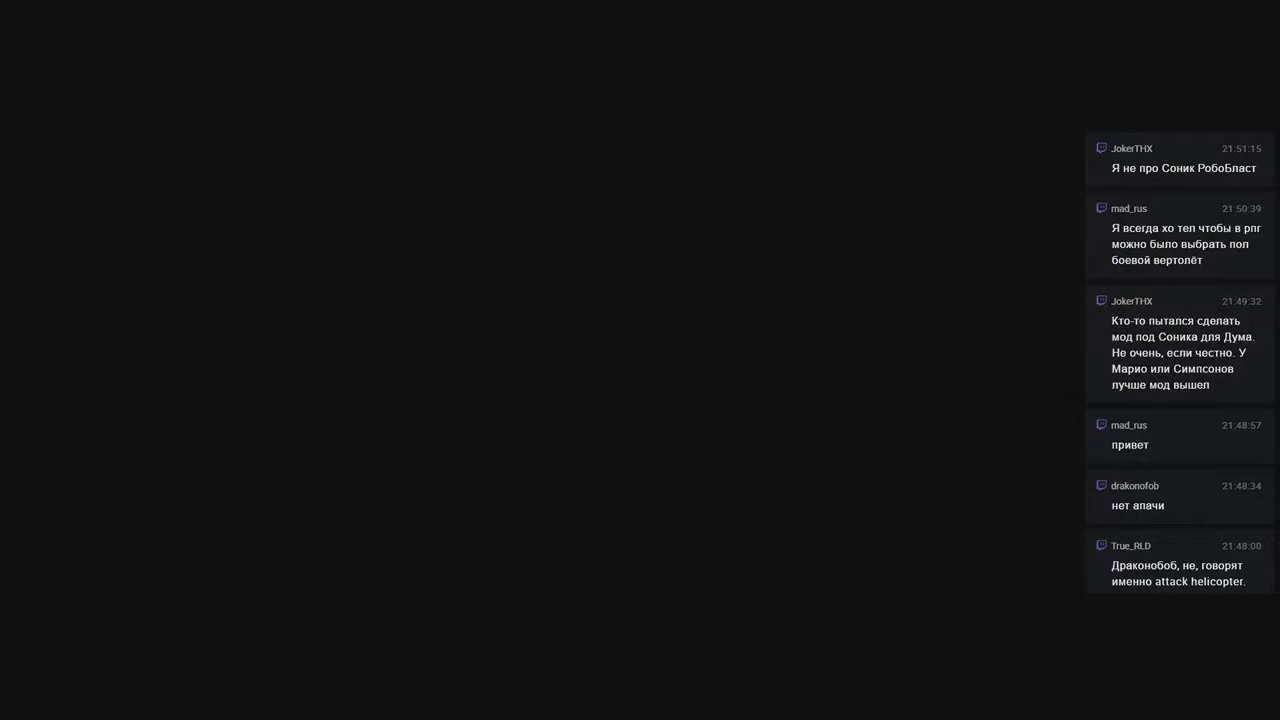 JokerTHX 21:51:15
Я не про Соник РобоБласт
mad_rus 21:50:39
Я всегда хо тел чтобы в рпг
можно было выбрать пол
боевой вертолёт
JokerTHX 21:49:32
Кто-то пытался сделать
мод под Соника для Дума.
Не очень, если честно. У
Марио или Симпсонов
лучше мод вышел
mad_rus 21:48:57
привет
drakonofob 21:48:34
нет апачи
True_RLD 21:48:00
Драконобоб, не, говорят
именно attack helicopter.